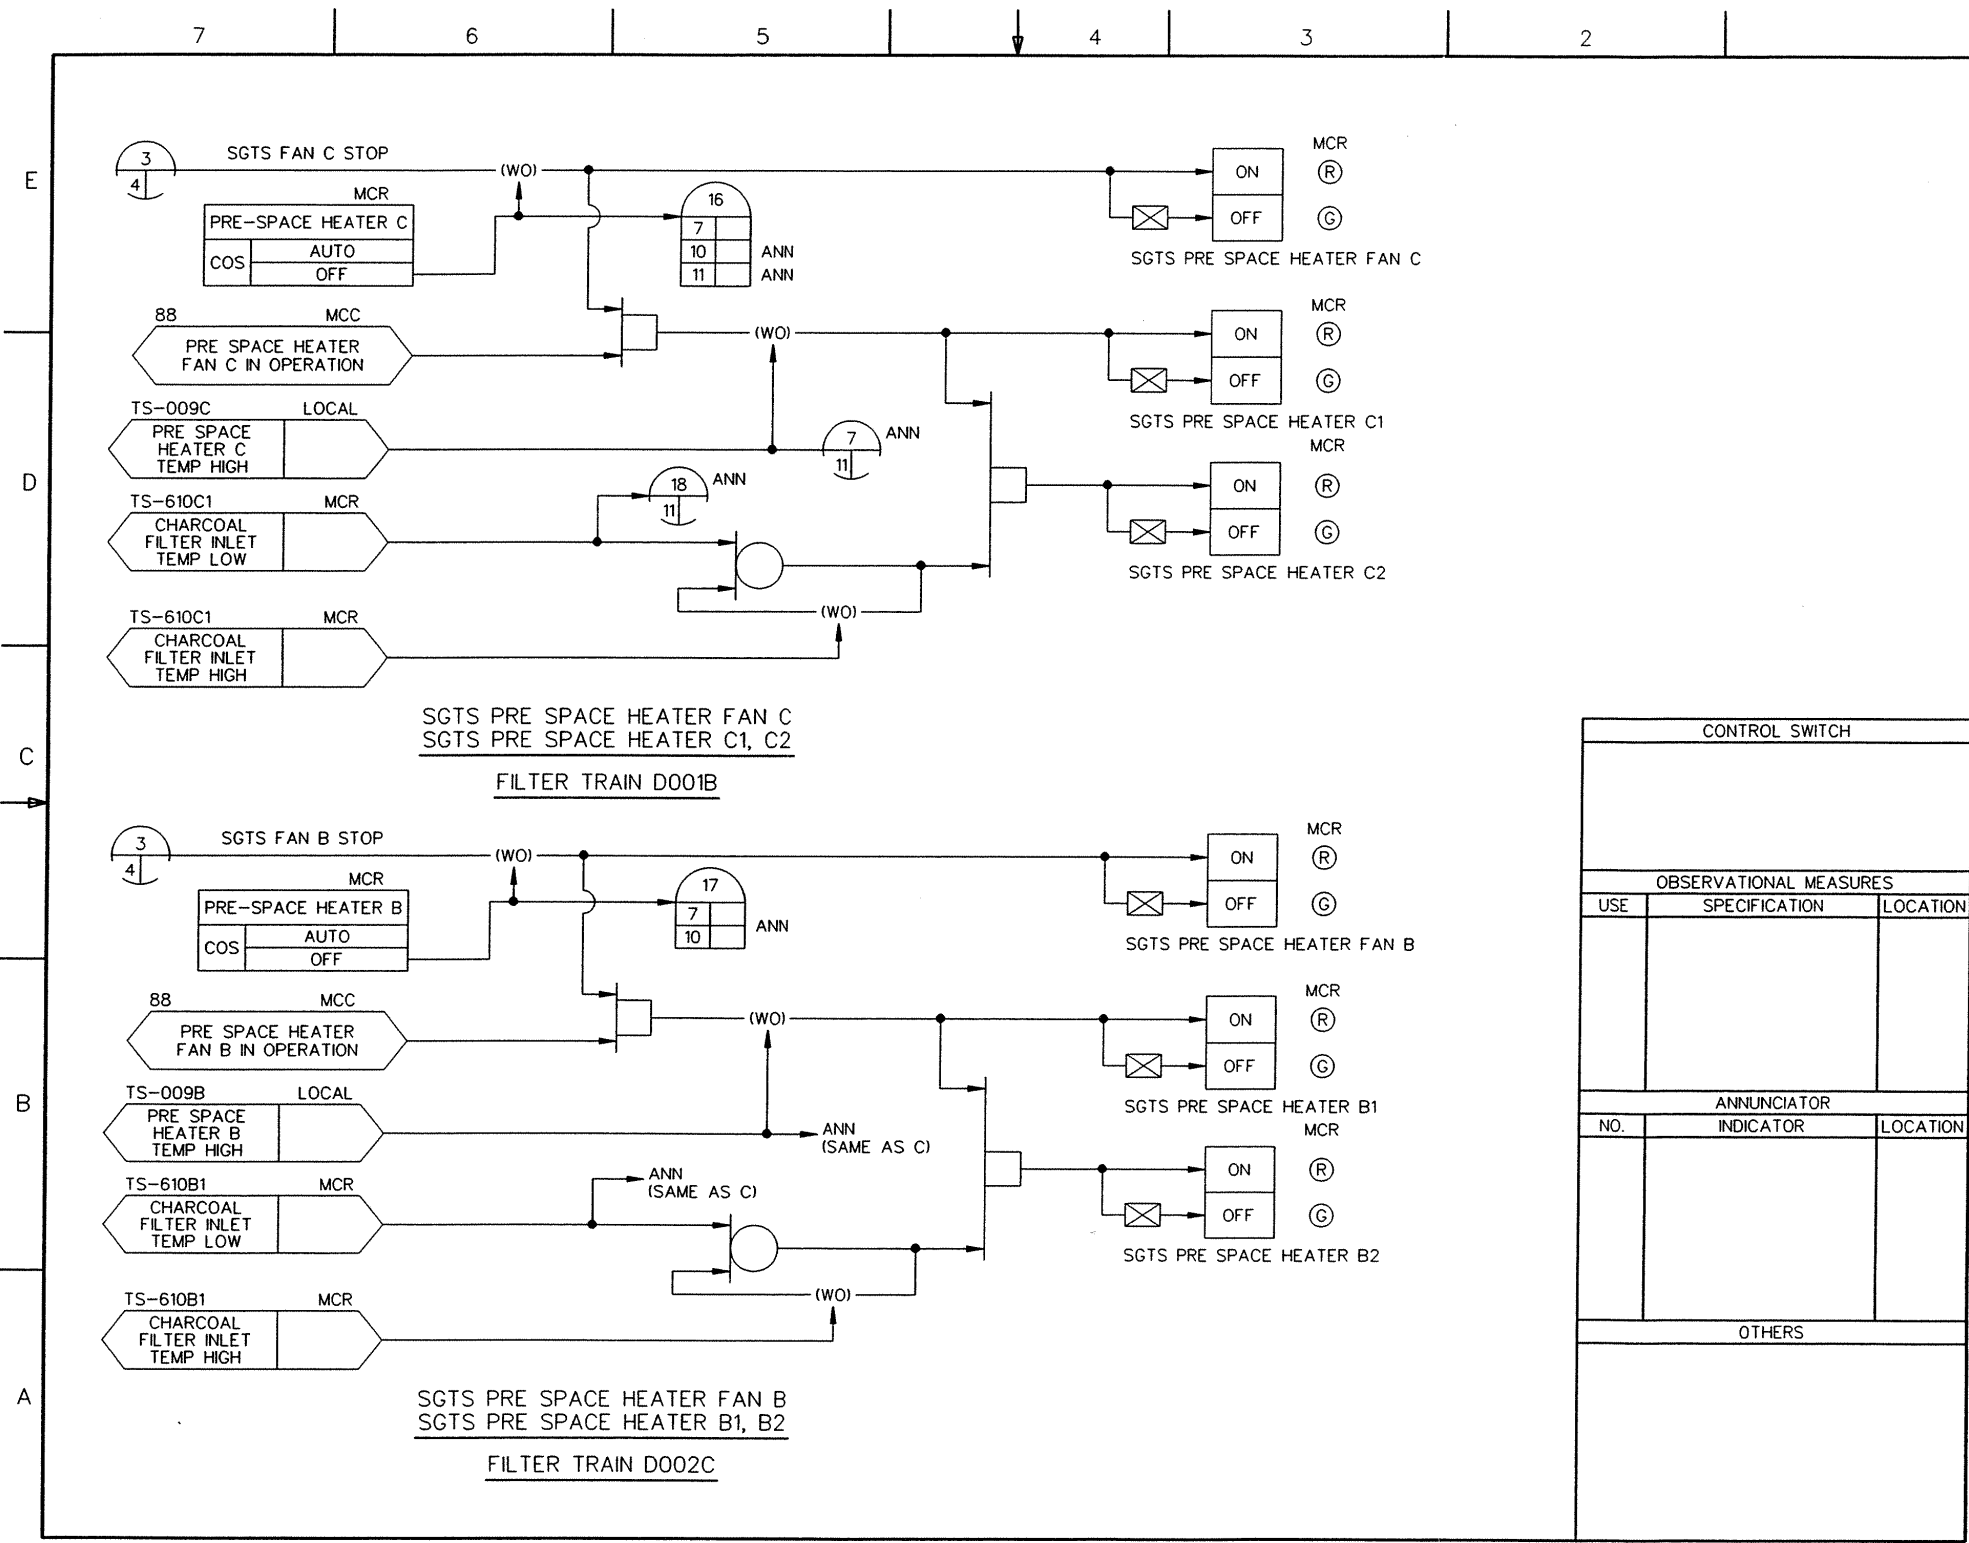 7 6 5 4 3 2
E
3
4
SGTS FAN C STOP
(WO)
MCR
PRE-SPACE HEATER C
COS
AUTO
OFF
16
7
10 ANN
11 ANN
MCR
ON R
OFF G
SGTS PRE SPACE HEATER FAN C
88 MCC
PRE SPACE HEATER
FAN C IN OPERATION
(WO)
MCR
ON R
OFF G
SGTS PRE SPACE HEATER C1
D
TS-009C LOCAL
PRE SPACE
HEATER C
TEMP HIGH
7 ANN
11
18 ANN
11
MCR
ON R
OFF G
SGTS PRE SPACE HEATER C2
TS-610C1 MCR
CHARCOAL
FILTER INLET
TEMP LOW
(WO)
TS-610C1 MCR
CHARCOAL
FILTER INLET
TEMP HIGH
SGTS PRE SPACE HEATER FAN C
SGTS PRE SPACE HEATER C1, C2
FILTER TRAIN D001B
C
3
4
SGTS FAN B STOP
(WO)
MCR
PRE-SPACE HEATER B
COS
AUTO
OFF
17
7
10
ANN
MCR
ON R
OFF G
SGTS PRE SPACE HEATER FAN B
88 MCC
PRE SPACE HEATER
FAN B IN OPERATION
(WO)
MCR
ON R
OFF G
SGTS PRE SPACE HEATER B1
B
TS-009B LOCAL
PRE SPACE
HEATER B
TEMP HIGH
ANN
(SAME AS C)
ANN
(SAME AS C)
MCR
ON R
OFF G
SGTS PRE SPACE HEATER B2
TS-610B1 MCR
CHARCOAL
FILTER INLET
TEMP LOW
(WO)
TS-610B1 MCR
CHARCOAL
FILTER INLET
TEMP HIGH
A
SGTS PRE SPACE HEATER FAN B
SGTS PRE SPACE HEATER B1, B2
FILTER TRAIN D002C
CONTROL SWITCH
OBSERVATIONAL MEASURES
USE SPECIFICATION LOCATION
ANNUNCIATOR
NO. INDICATOR LOCATION
OTHERS